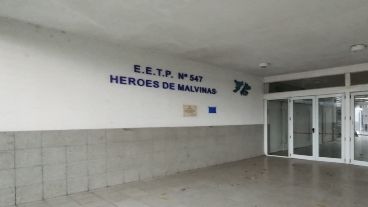 E.E.T.P. Nº 547
HEROES DE MALVINAS